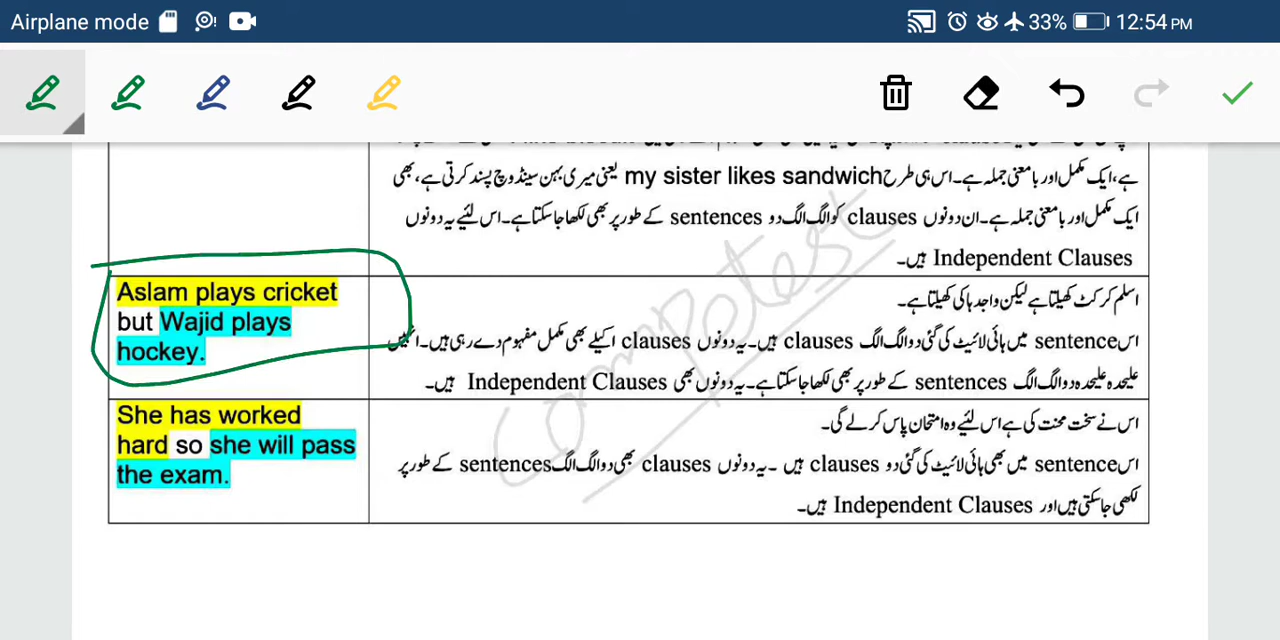 Airplane mode 33% 12:54 PM
ہے، ایک مکمل اور با معنی جملہ ہے۔ اس ہی طرح my sister likes sandwich یعنی میری بہن سینڈوچ پسند کرتی ہے، بھی
ایک مکمل اور با معنی جملہ ہے۔ ان دونوں clauses کو الگ الگ دو sentences کے طور پر بھی لکھا جا سکتا ہے۔ اس لئیے یہ دونوں
Independent Clauses ہیں۔
Aslam plays cricket
but Wajid plays
hockey.
اسلم کرکٹ کھیلتا ہے لیکن واجد ہاکی کھیلتا ہے۔
اس sentence میں ہائی لائیٹ کی گئی دو الگ الگ clauses ہیں۔ یہ دونوں clauses اکیلے بھی مکمل مفہوم دے رہی ہیں۔ انہیں
علیحدہ علیحدہ دو الگ الگ sentences کے طور پر بھی لکھا جا سکتا ہے۔ یہ دونوں بھی Independent Clauses ہیں۔
She has worked
hard so she will pass
the exam.
اس نے سخت محنت کی ہے اس لئیے وہ امتحان پاس کر لے گی۔
اس sentence میں بھی ہائی لائیٹ کی گئی دو clauses ہیں ۔ یہ دونوں clauses بھی دو الگ الگ sentences کے طور پر
لکھی جا سکتی ہیں اور Independent Clauses ہیں۔
Competest